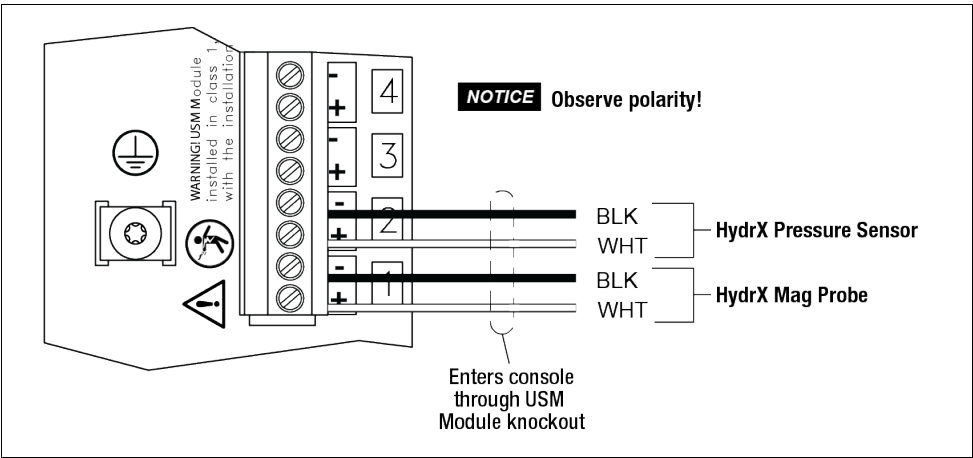 WARNING! USM Module
installed in class 1,
with the installation
-
+
4
-
+
3
-
+
2
-
+
1
NOTICE Observe polarity!
BLK
WHT
HydrX Pressure Sensor
BLK
WHT
HydrX Mag Probe
Enters console
through USM
Module knockout